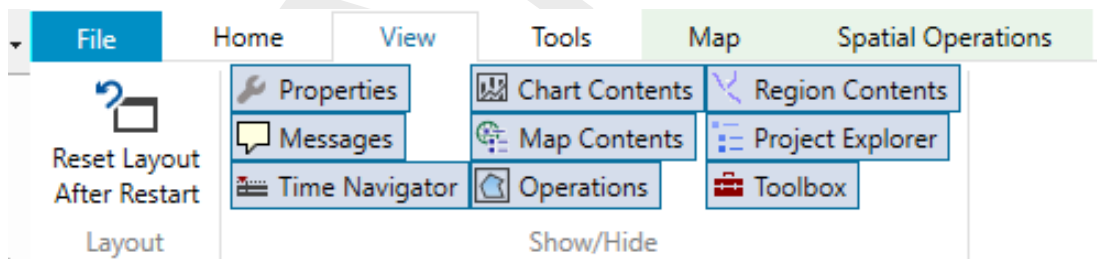 File Home View Tools Map Spatial Operations
Properties Chart Contents Region Contents
Messages Map Contents Project Explorer
Time Navigator Operations Toolbox
Reset Layout
After Restart
Layout Show/Hide